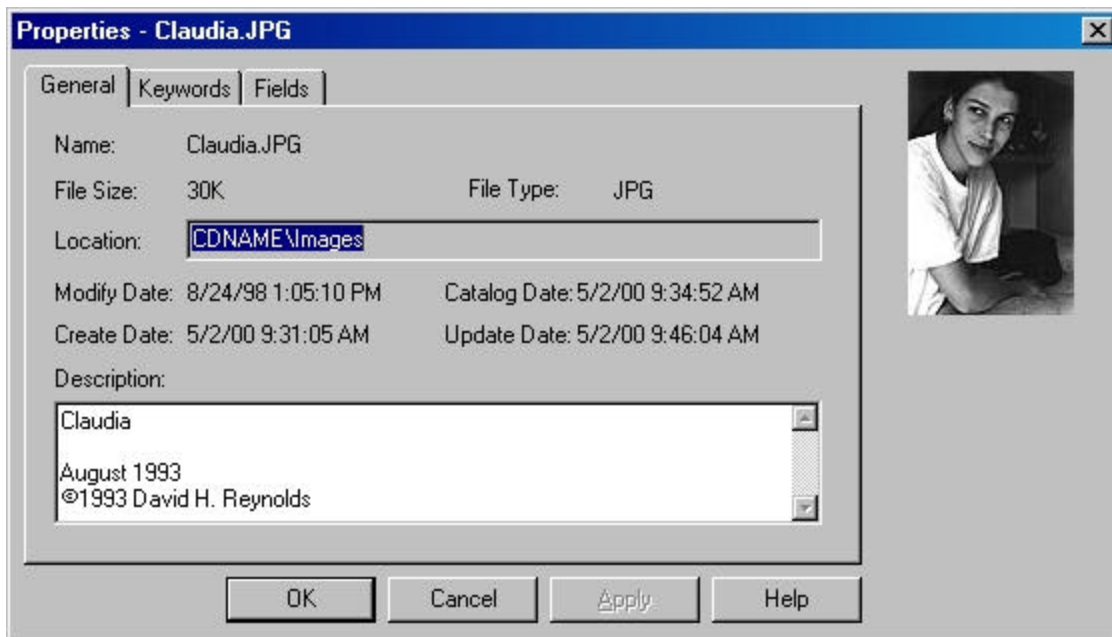 Properties - Claudia.JPG
General Keywords Fields
Name: Claudia.JPG
File Size: 30K File Type: JPG
Location: CDNAME\Images
Modify Date: 8/24/98 1:05:10 PM Catalog Date: 5/2/00 9:34:52 AM
Create Date: 5/2/00 9:31:05 AM Update Date: 5/2/00 9:46:04 AM
Description:
Claudia
August 1993
©1993 David H. Reynolds
OK Cancel Apply Help